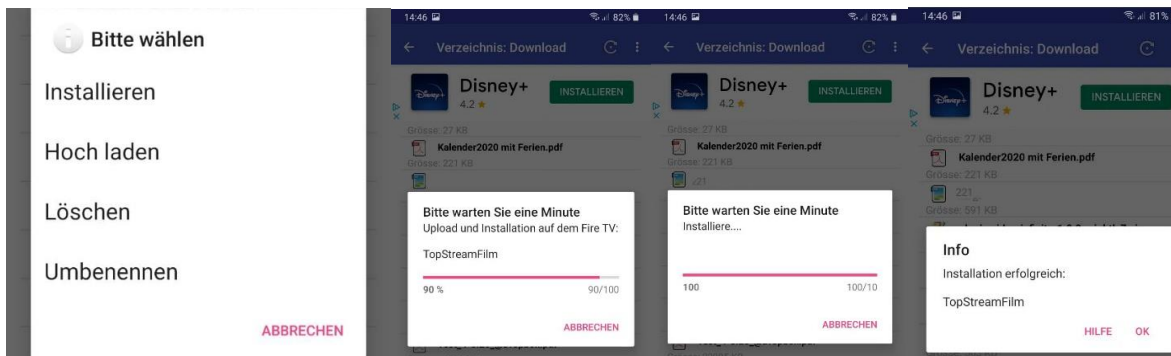 Bitte wählen
Installieren
Hoch laden
Löschen
Umbenennen
ABBRECHEN
14:46 82%
Verzeichnis: Download
Disney+
Disney+
4.2 ★
INSTALLIEREN
Grösse: 27 KB
Kalender2020 mit Ferien.pdf
Grösse: 221 KB
Bitte warten Sie eine Minute
Upload und Installation auf dem Fire TV:
TopStreamFilm
90 % 90/100
ABBRECHEN
14:46 82%
Verzeichnis: Download
Disney+
Disney+
4.2 ★
INSTALLIEREN
Grösse: 27 KB
Kalender2020 mit Ferien.pdf
Grösse: 221 KB
Bitte warten Sie eine Minute
Installiere....
100 100/10
ABBRECHEN
14:46 81%
Verzeichnis: Download
Disney+
Disney+
4.2 ★
INSTALLIEREN
Grösse: 27 KB
Kalender2020 mit Ferien.pdf
Grösse: 221 KB
221
Grösse: 591 KB
Info
Installation erfolgreich:
TopStreamFilm
HILFE OK